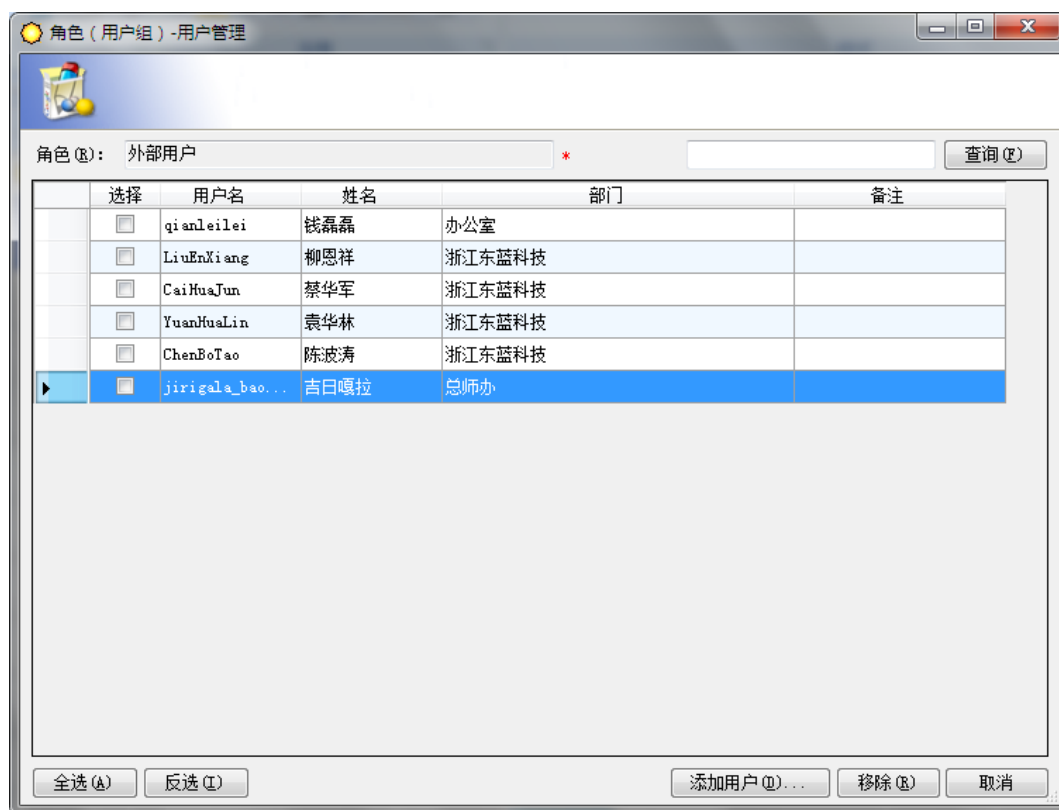 角色（用户组）-用户管理
角色(R)： 外部用户 * 查询(F)
选择 用户名 姓名 部门 备注
qianleilei 钱磊磊 办公室
LiuEnXiang 柳恩祥 浙江东蓝科技
CaiHuaJun 蔡华军 浙江东蓝科技
YuanHuaLin 袁华林 浙江东蓝科技
ChenBoTao 陈波涛 浙江东蓝科技
jirigala_bao... 吉日嘎拉 总师办
全选(A) 反选(I) 添加用户(D)... 移除(R) 取消